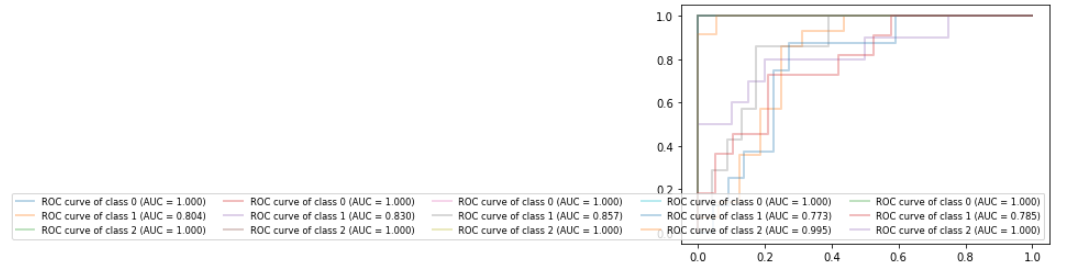 1.0
0.8
0.6
0.4
0.2
0.0
ROC curve of class 0 (AUC = 1.000) ROC curve of class 0 (AUC = 1.000) ROC curve of class 0 (AUC = 1.000) ROC curve of class 0 (AUC = 1.000) ROC curve of class 0 (AUC = 1.000)
ROC curve of class 1 (AUC = 0.804) ROC curve of class 1 (AUC = 0.830) ROC curve of class 1 (AUC = 0.857) ROC curve of class 1 (AUC = 0.773) ROC curve of class 1 (AUC = 0.785)
ROC curve of class 2 (AUC = 1.000) ROC curve of class 2 (AUC = 1.000) ROC curve of class 2 (AUC = 1.000) ROC curve of class 2 (AUC = 0.995) ROC curve of class 2 (AUC = 1.000)
0.0 0.2 0.4 0.6 0.8 1.0